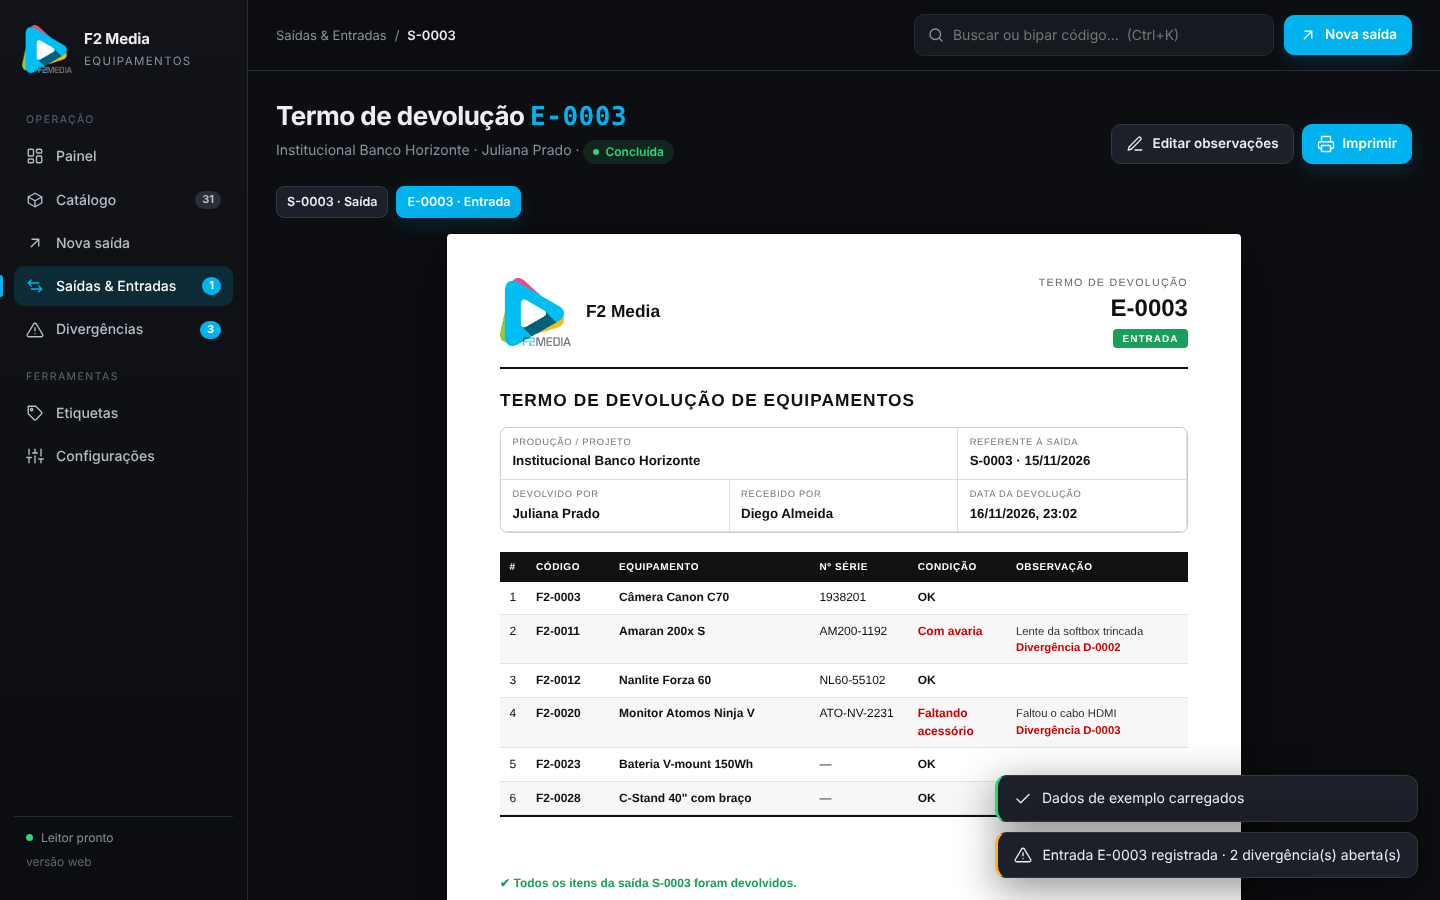 F2 Media
EQUIPAMENTOS
F2MEDIA
OPERAÇÃO
Painel
Catálogo 31
Nova saída
Saídas & Entradas 1
Divergências 3
FERRAMENTAS
Etiquetas
Configurações
Leitor pronto
versão web
Saídas & Entradas / S-0003
Buscar ou bipar código... (Ctrl+K)
Nova saída
Termo de devolução E-0003
Institucional Banco Horizonte · Juliana Prado · Concluída
Editar observações
Imprimir
S-0003 · Saída
E-0003 · Entrada
F2MEDIA
F2 Media
TERMO DE DEVOLUÇÃO
E-0003
ENTRADA
TERMO DE DEVOLUÇÃO DE EQUIPAMENTOS
PRODUÇÃO / PROJETO
Institucional Banco Horizonte
REFERENTE À SAÍDA
S-0003 · 15/11/2026
DEVOLVIDO POR
Juliana Prado
RECEBIDO POR
Diego Almeida
DATA DA DEVOLUÇÃO
16/11/2026, 23:02
# CÓDIGO EQUIPAMENTO Nº SÉRIE CONDIÇÃO OBSERVAÇÃO
1 F2-0003 Câmera Canon C70 1938201 OK
2 F2-0011 Amaran 200x S AM200-1192 Com avaria Lente da softbox trincada
Divergência D-0002
3 F2-0012 Nanlite Forza 60 NL60-55102 OK
4 F2-0020 Monitor Atomos Ninja V ATO-NV-2231 Faltando acessório Faltou o cabo HDMI
Divergência D-0003
5 F2-0023 Bateria V-mount 150Wh — OK
6 F2-0028 C-Stand 40" com braço — OK
✔ Todos os itens da saída S-0003 foram devolvidos.
Dados de exemplo carregados
Entrada E-0003 registrada · 2 divergência(s) aberta(s)